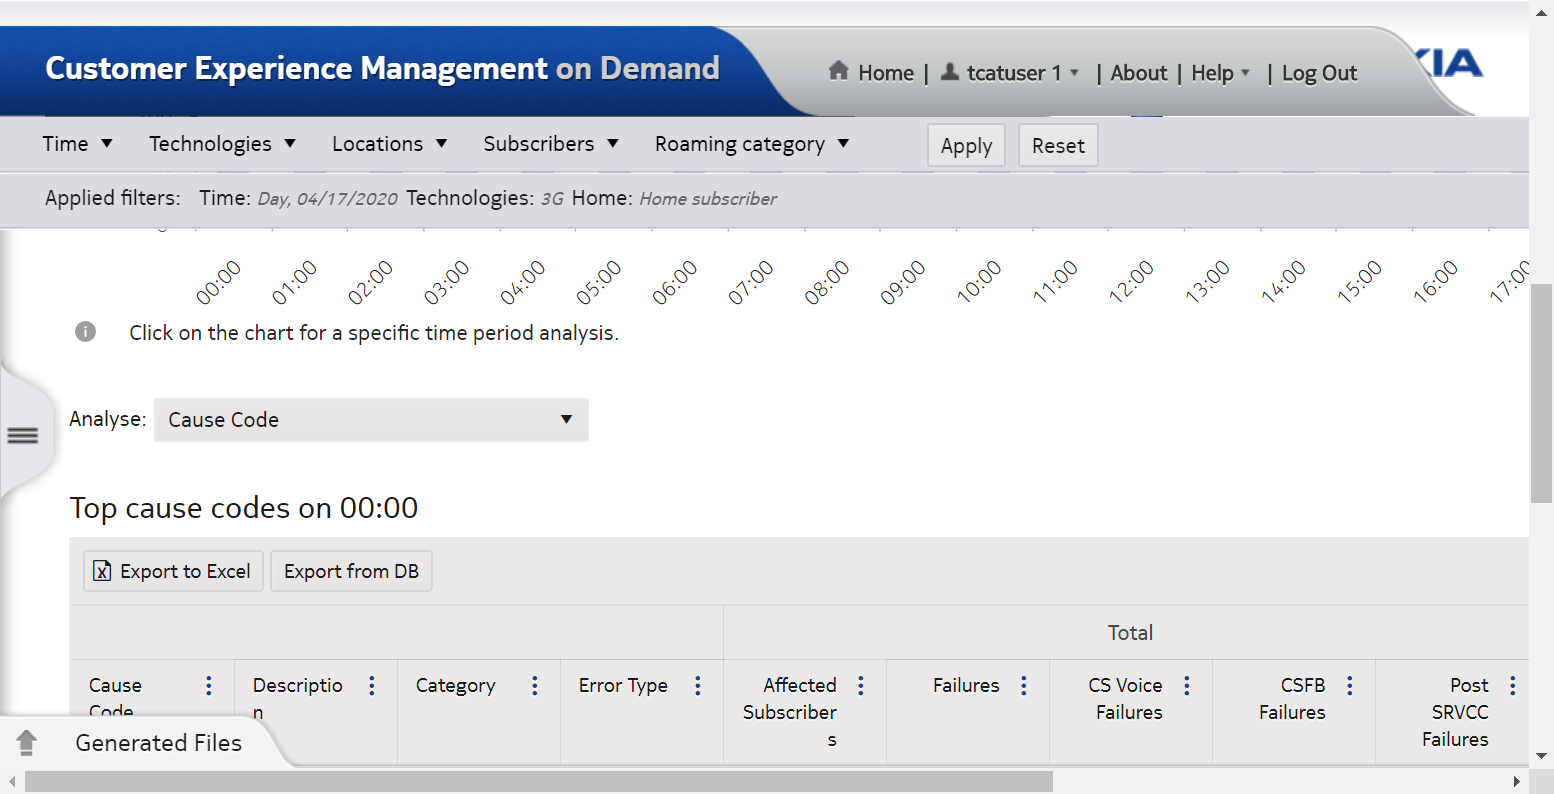 Customer Experience Management on Demand
Home | tcatuser 1 | About | Help | Log Out
Time Technologies Locations Subscribers Roaming category Apply Reset
Applied filters: Time: Day, 04/17/2020 Technologies: 3G Home: Home subscriber
00:00 01:00 02:00 03:00 04:00 05:00 06:00 07:00 08:00 09:00 10:00 11:00 12:00 13:00 14:00 15:00 16:00 17:00
Click on the chart for a specific time period analysis.
Analyse: Cause Code
Top cause codes on 00:00
Export to Excel Export from DB
Total
Cause Code
Descriptio
n
Category
Error Type
Affected
Subscriber
s
Failures
CS Voice
Failures
CSFB
Failures
Post
SRVCC
Failures
Generated Files